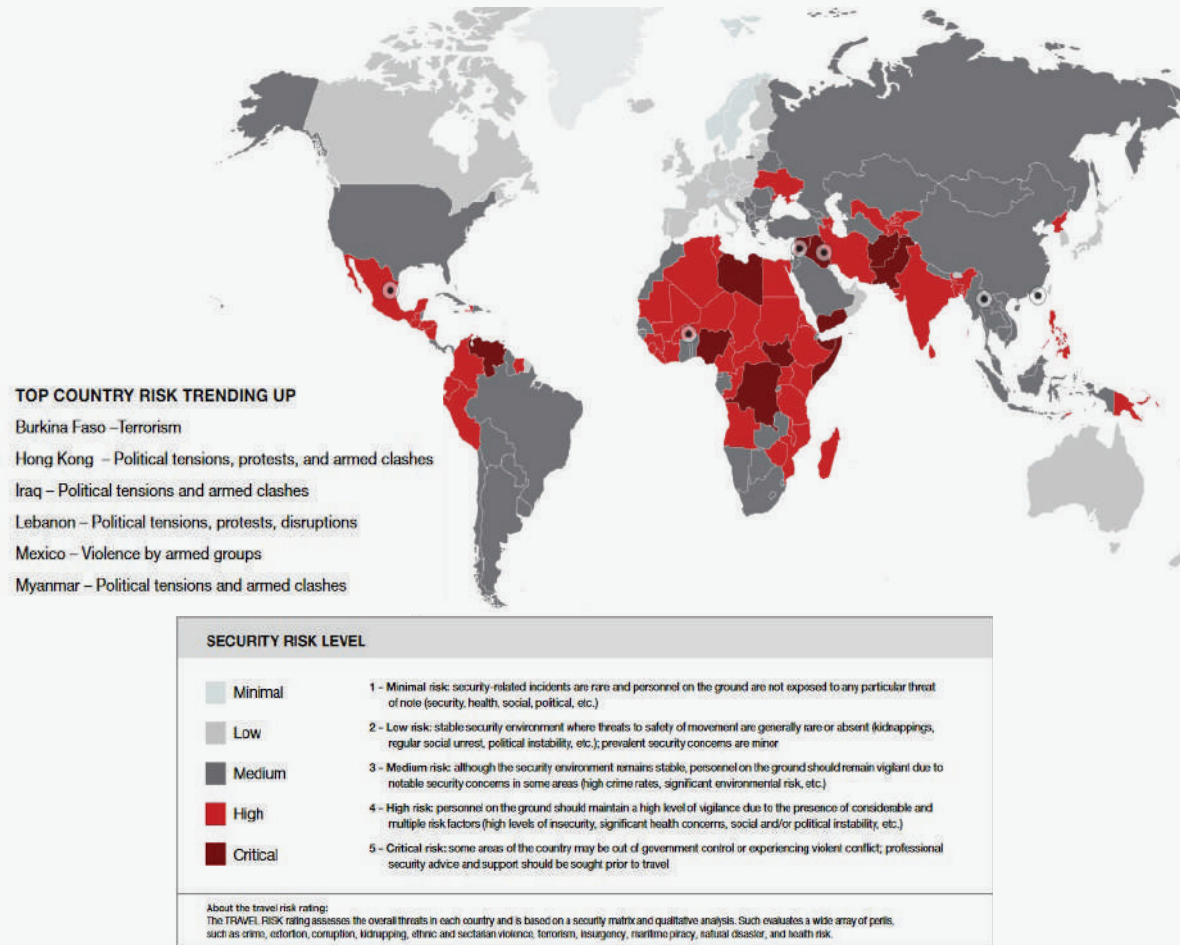 TOP COUNTRY RISK TRENDING UP
Burkina Faso –Terrorism
Hong Kong – Political tensions, protests, and armed clashes
Iraq – Political tensions and armed clashes
Lebanon – Political tensions, protests, disruptions
Mexico – Violence by armed groups
Myanmar – Political tensions and armed clashes
SECURITY RISK LEVEL
Minimal
1 – Minimal risk: security-related incidents are rare and personnel on the ground are not exposed to any particular threat
of note (security, health, social, political, etc.)
Low
2 – Low risk: stable security environment where threats to safety of movement are generally rare or absent (kidnappings,
regular social unrest, political instability, etc.); prevalent security concerns are minor
Medium
3 – Medium risk: although the security environment remains stable, personnel on the ground should remain vigilant due to
notable security concerns in some areas (high crime rates, significant environmental risk, etc.)
High
4 – High risk: personnel on the ground should maintain a high level of vigilance due to the presence of considerable and
multiple risk factors (high levels of insecurity, significant health concerns, social and/or political instability, etc.)
Critical
5 – Critical risk: some areas of the country may be out of government control or experiencing violent conflict; professional
security advice and support should be sought prior to travel
About the travel risk rating:
The TRAVEL RISK rating assesses the overall threats in each country and is based on a security matrix and qualitative analysis. Such evaluates a wide array of perils,
such as crime, extortion, corruption, kidnapping, ethnic and sectarian violence, terrorism, insurgency, maritime piracy, natural disaster, and health risk.